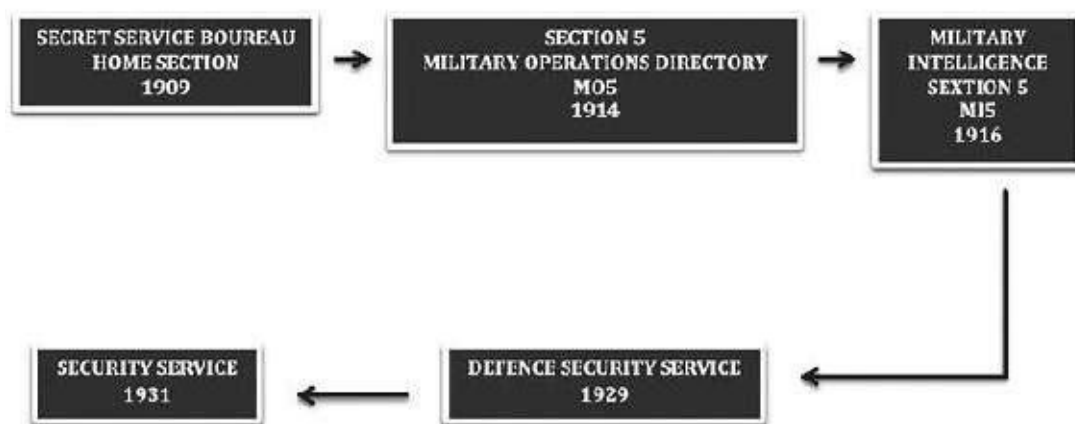 SECRET SERVICE BOUREAU
HOME SECTION
1909
SECTION 5
MILITARY OPERATIONS DIRECTORY
MO5
1914
MILITARY
INTELLIGENCE
SEXTION 5
MI5
1916
DEFENCE SECURITY SERVICE
1929
SECURITY SERVICE
1931